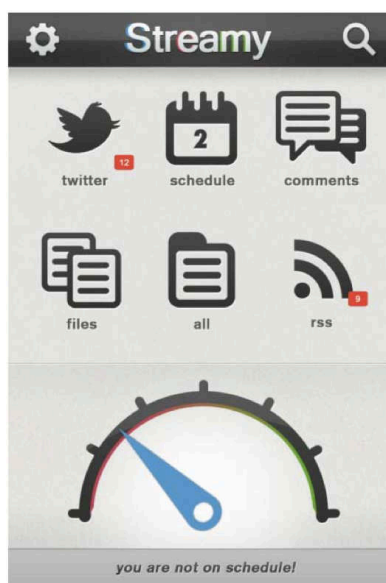 Streamy
12
2
twitter schedule comments
9
files all rss
you are not on schedule!